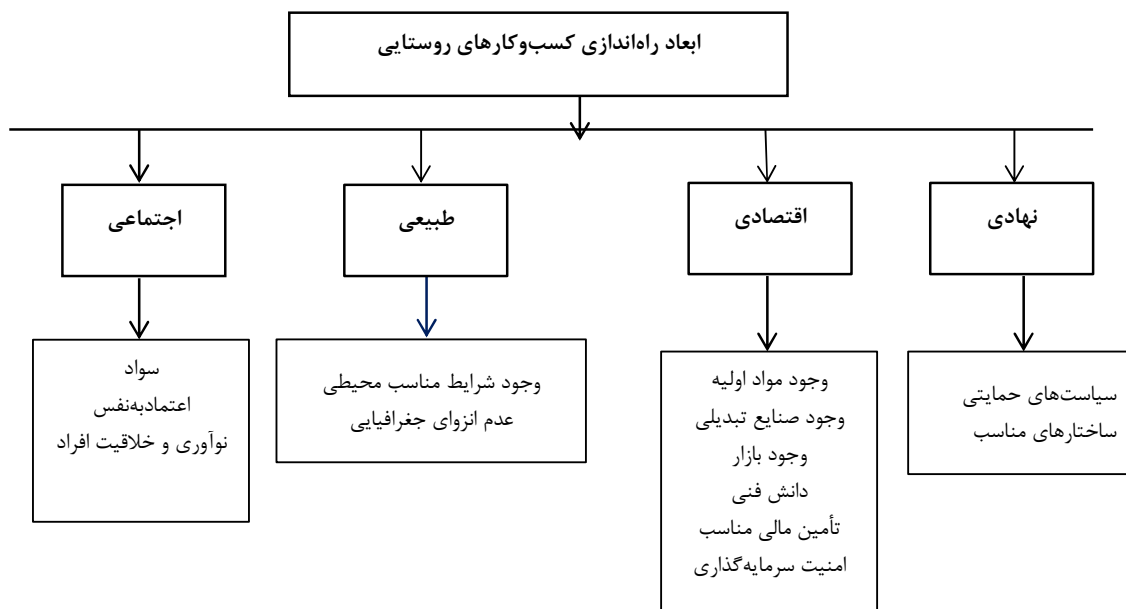 ابعاد راه‌اندازی کسب‌وکارهای روستایی
نهادی
اقتصادی
طبیعی
اجتماعی
سیاست‌های حمایتی
ساختارهای مناسب
وجود مواد اولیه
وجود صنایع تبدیلی
وجود بازار
دانش فنی
تأمین مالی مناسب
امنیت سرمایه‌گذاری
وجود شرایط مناسب محیطی
عدم انزوای جغرافیایی
سواد
اعتمادبه‌نفس
نوآوری و خلاقیت افراد